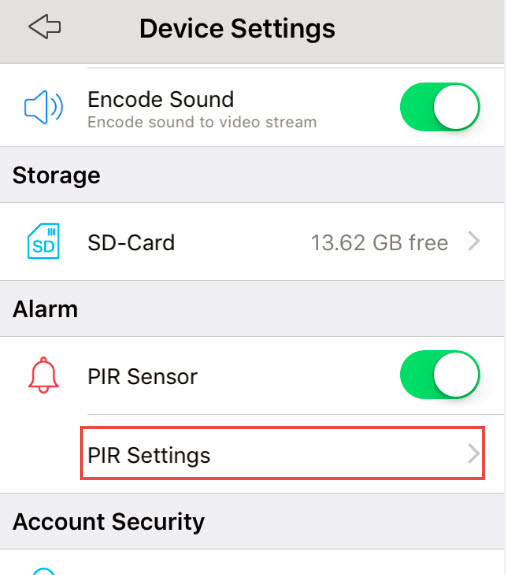 Device Settings
Encode Sound
Encode sound to video stream
Storage
SD
SD-Card
13.62 GB free
Alarm
PIR Sensor
PIR Settings
Account Security